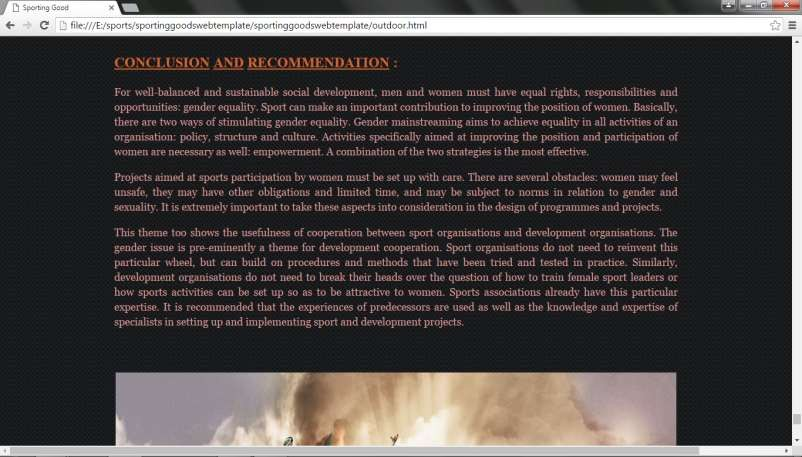 Sporting Good
file:///E:/sports/sportinggoodswebtemplate/sportinggoodswebtemplate/outdoor.html
CONCLUSION AND RECOMMENDATION :
For well-balanced and sustainable social development, men and women must have equal rights, responsibilities and
opportunities: gender equality. Sport can make an important contribution to improving the position of women. Basically,
there are two ways of stimulating gender equality. Gender mainstreaming aims to achieve equality in all activities of an
organisation: policy, structure and culture. Activities specifically aimed at improving the position and participation of
women are necessary as well: empowerment. A combination of the two strategies is the most effective.
Projects aimed at sports participation by women must be set up with care. There are several obstacles: women may feel
unsafe, they may have other obligations and limited time, and may be subject to norms in relation to gender and
sexuality. It is extremely important to take these aspects into consideration in the design of programmes and projects.
This theme too shows the usefulness of cooperation between sport organisations and development organisations. The
gender issue is pre-eminently a theme for development cooperation. Sport organisations do not need to reinvent this
particular wheel, but can build on procedures and methods that have been tried and tested in practice. Similarly,
development organisations do not need to break their heads over the question of how to train female sport leaders or
how sports activities can be set up so as to be attractive to women. Sports associations already have this particular
expertise. It is recommended that the experiences of predecessors are used as well as the knowledge and expertise of
specialists in setting up and implementing sport and development projects.